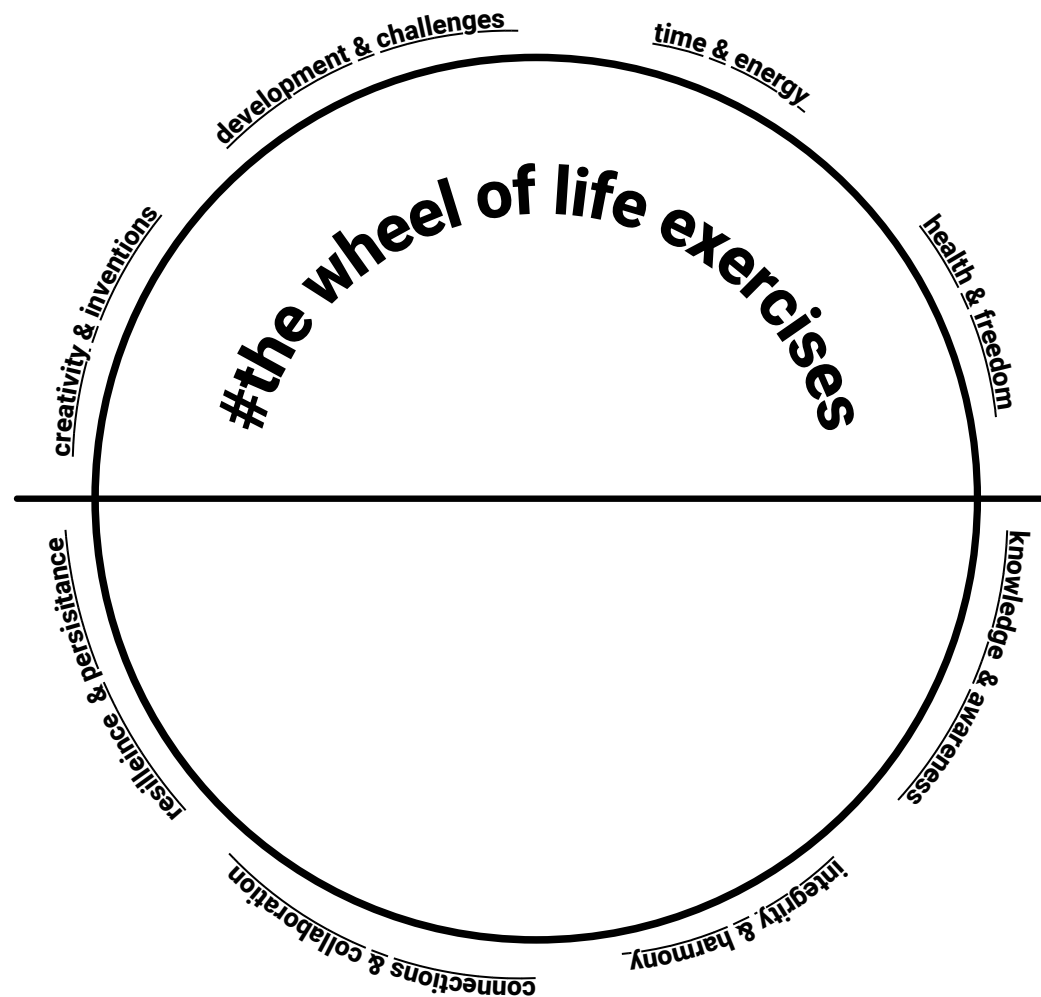 development & challenges
time & energy
health & freedom
knowledge & awareness
integrity & harmony
connections & collaboration
resilleince & persisitance
creativity & inventions
#the wheel of life exercises